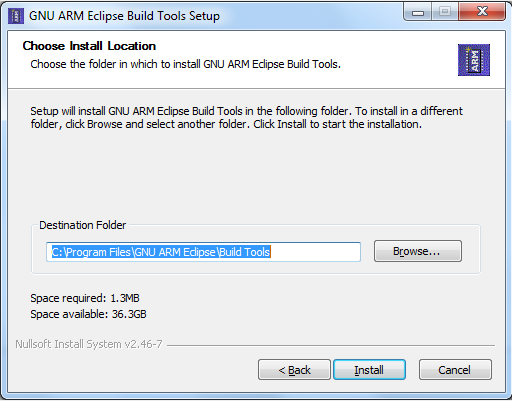 GNU ARM Eclipse Build Tools Setup
Choose Install Location
Choose the folder in which to install GNU ARM Eclipse Build Tools.
ARM
Setup will install GNU ARM Eclipse Build Tools in the following folder. To install in a different
folder, click Browse and select another folder. Click Install to start the installation.
Destination Folder
C:\Program Files\GNU ARM Eclipse\Build Tools
Browse...
Space required: 1.3MB
Space available: 36.3GB
Nullsoft Install System v2.46-7
< Back
Install
Cancel